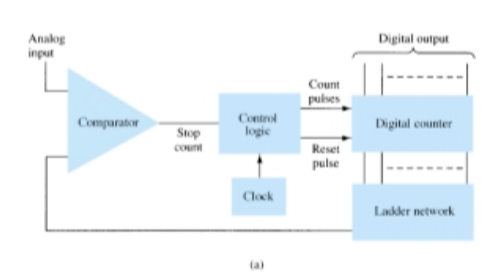 Analog
input
Digital output
Comparator
Stop
count
Control
logic
Count
pulses
Reset
pulse
Digital counter
Clock
Ladder network
(a)